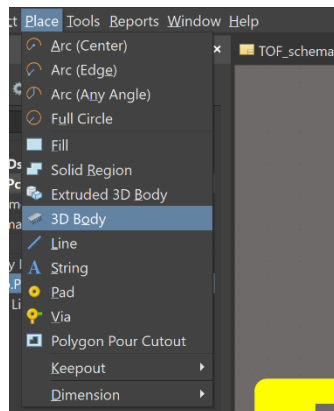 Place Tools Reports Window Help
TOF_schema
Arc (Center)
Arc (Edge)
Arc (Any Angle)
Full Circle
Fill
Solid Region
Extruded 3D Body
3D Body
Line
String
Pad
Via
Polygon Pour Cutout
Keepout
Dimension